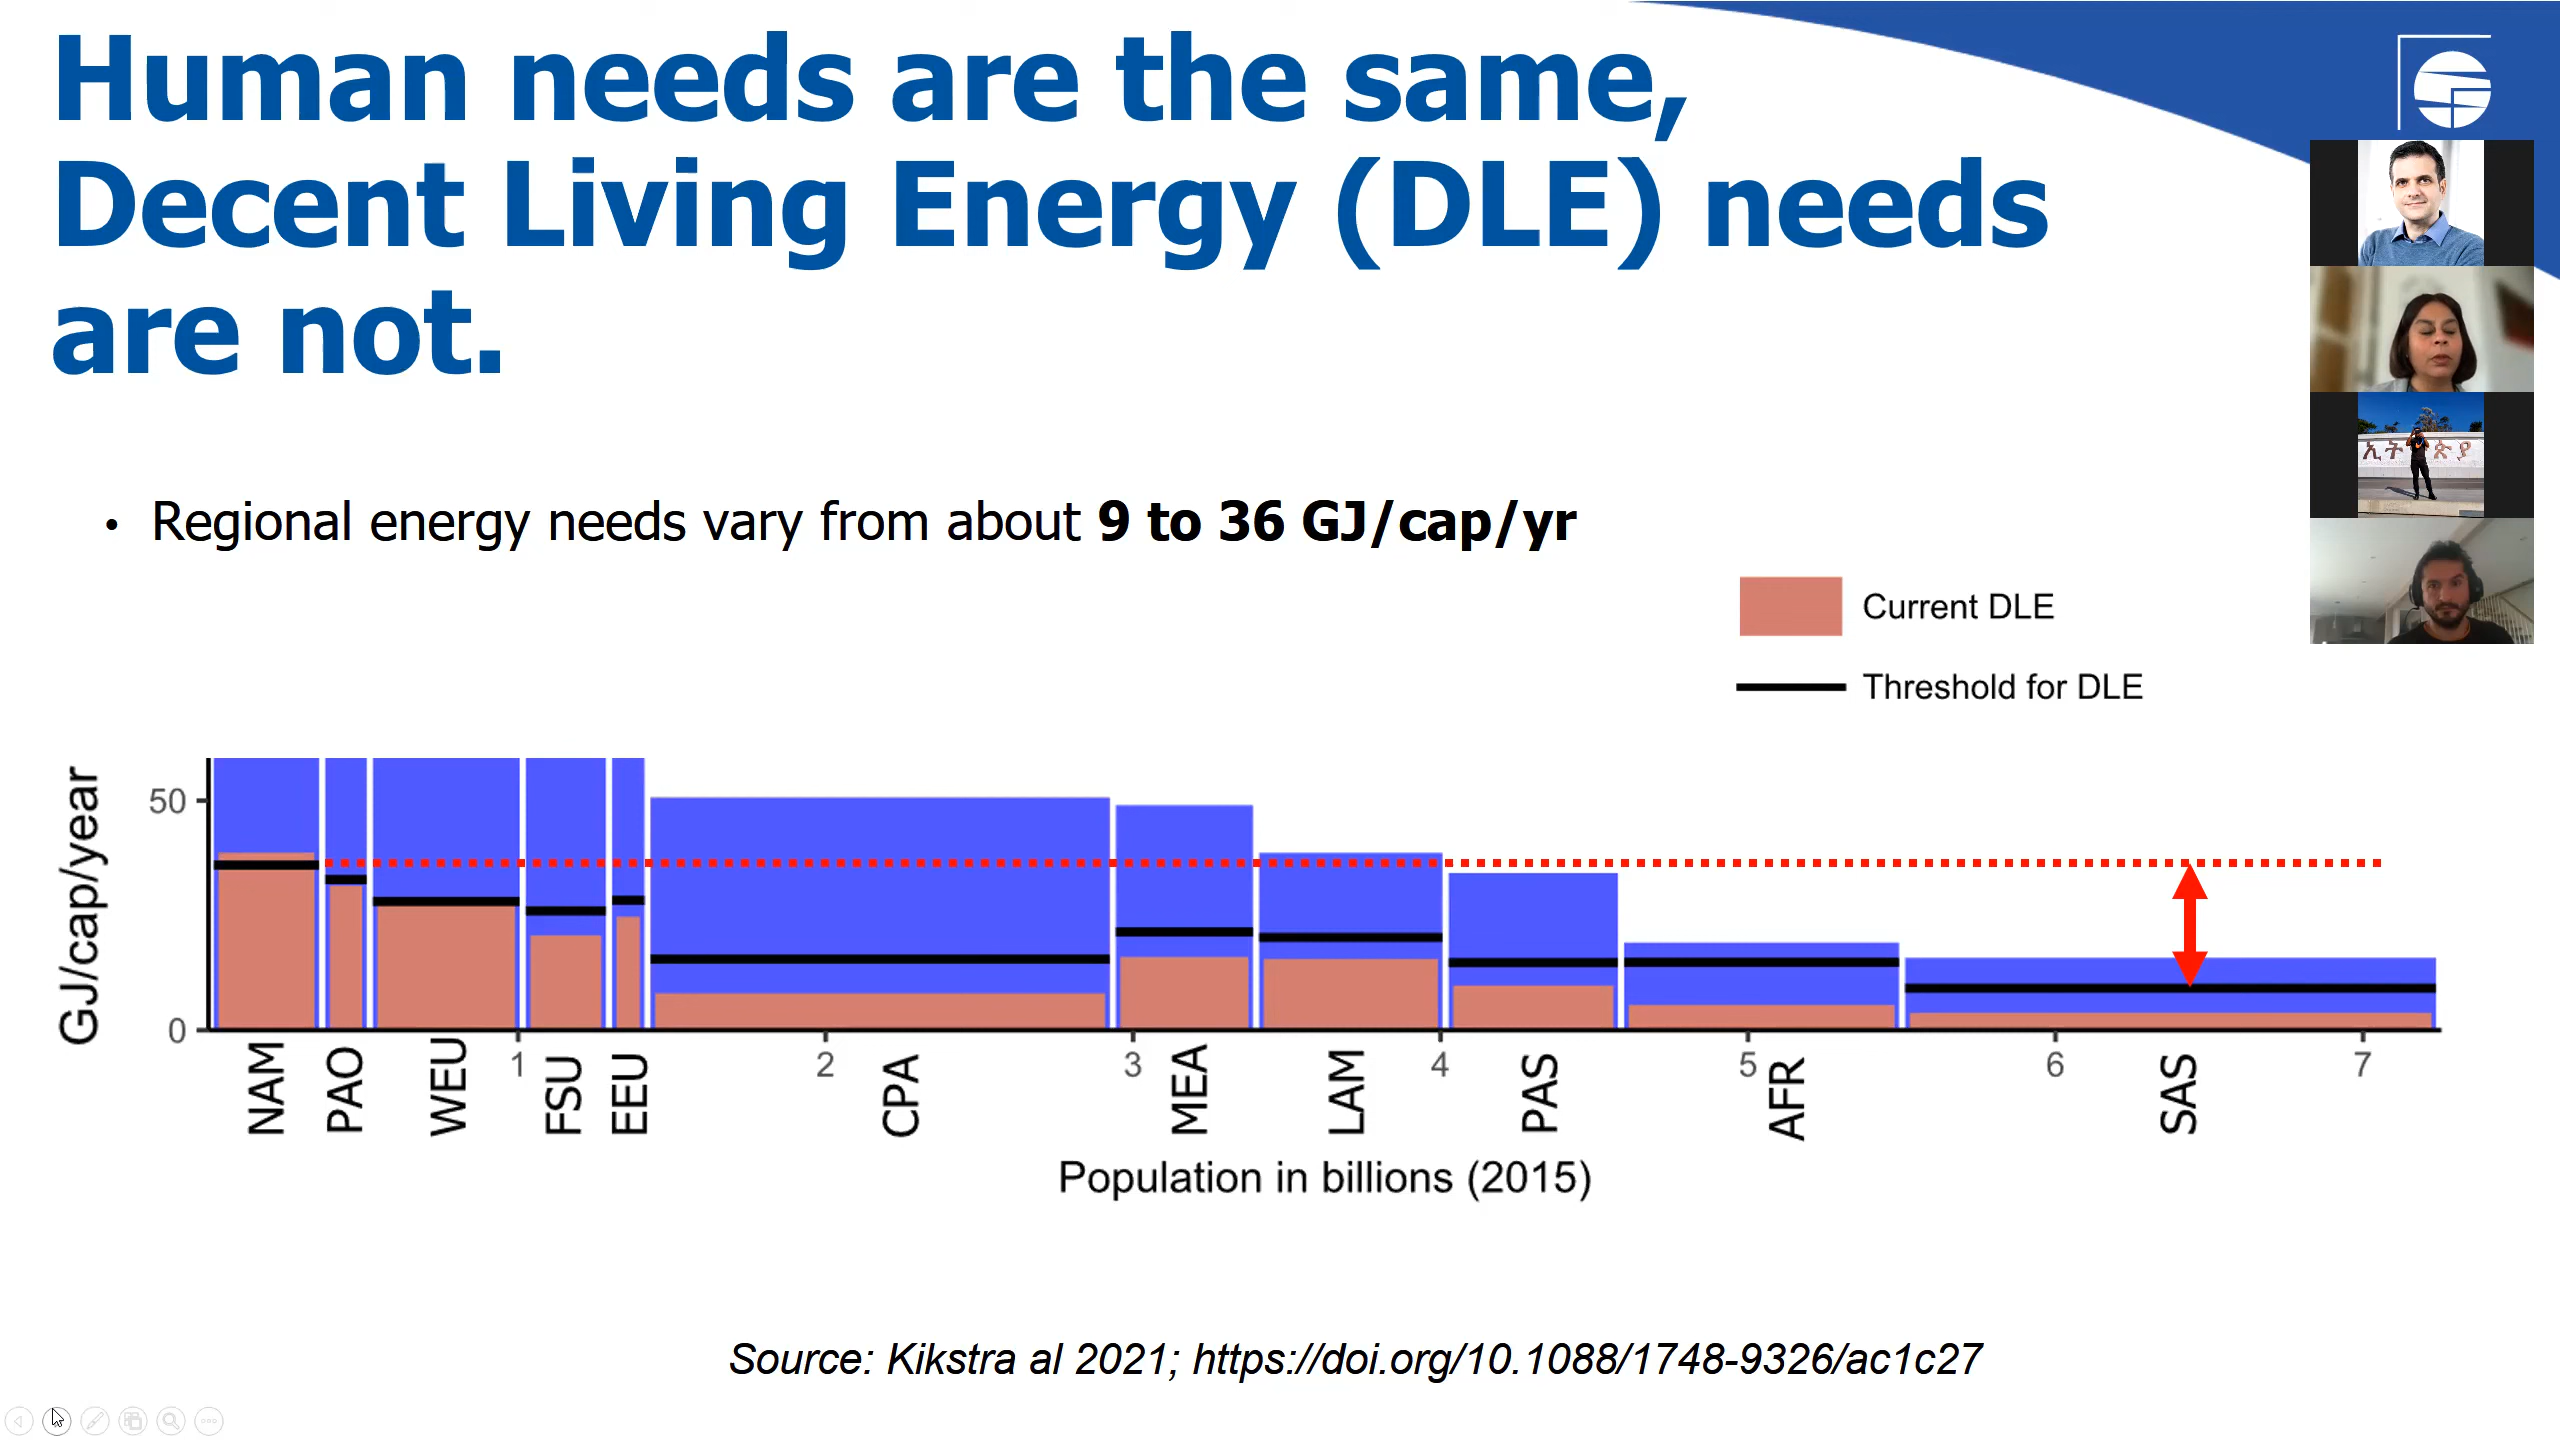 Human needs are the same,
Decent Living Energy (DLE) needs
are not.
• Regional energy needs vary from about 9 to 36 GJ/cap/yr
Current DLE
Threshold for DLE
GJ/cap/year
50
0
1
2
3
4
5
6
7
NAM
PAO
WEU
FSU
EEU
CPA
MEA
LAM
PAS
AFR
SAS
Population in billions (2015)
Source: Kikstra al 2021; https://doi.org/10.1088/1748-9326/ac1c27